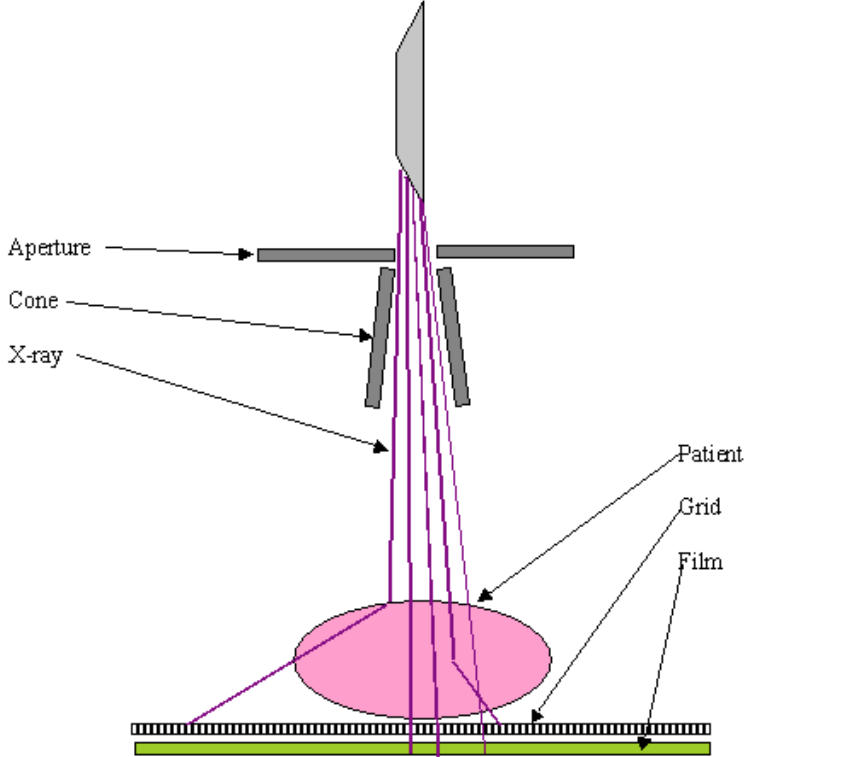 Aperture
Cone
X-ray
Patient
Grid
Film